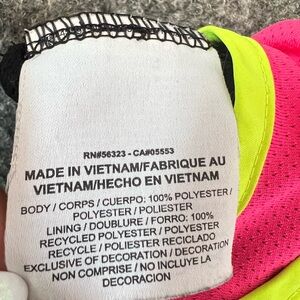 RN#56323 - CA#05553
MADE IN VIETNAM/FABRIQUE AU
VIETNAM/HECHO EN VIETNAM
BODY / CORPS / CUERPO: 100% POLYESTER /
POLYESTER / POLIESTER
LINING / DOUBLURE / FORRO: 100%
RECYCLED POLYESTER / POLYESTER
RECYCLE / POLIESTER RECICLADO
EXCLUSIVE OF DECORATION / DECORATION
NON COMPRISE / NO INCLUYE LA
DECORACION